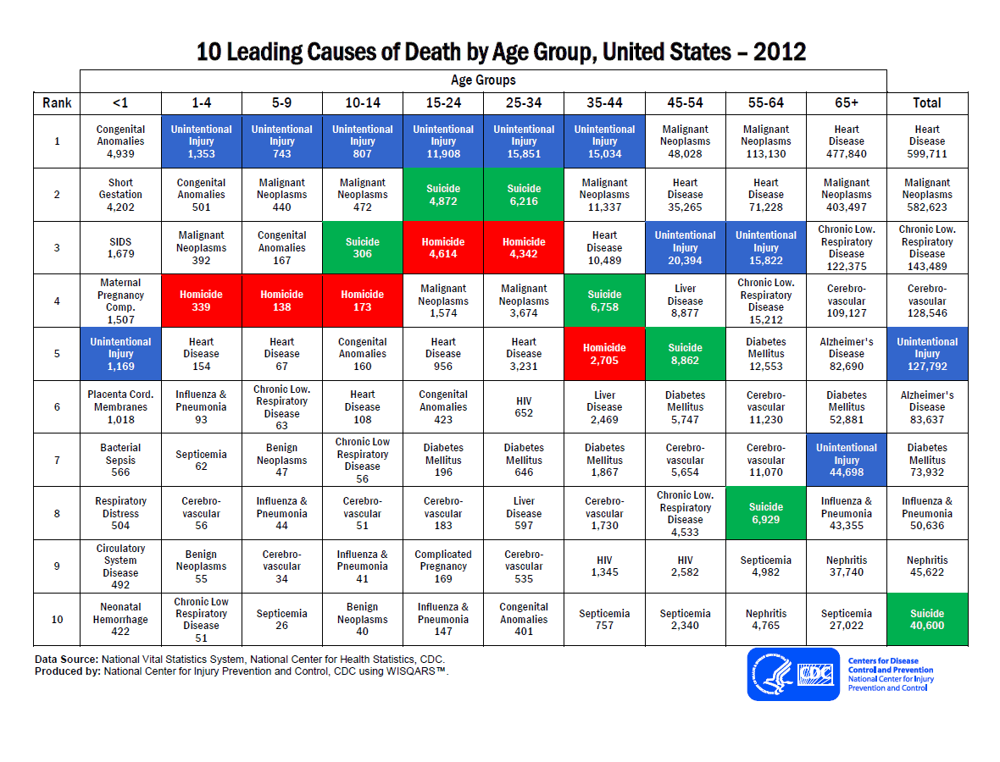 10 Leading Causes of Death by Age Group, United States – 2012
Age Groups
Rank <1 1-4 5-9 10-14 15-24 25-34 35-44 45-54 55-64 65+ Total
1
Congenital
Anomalies
4,939
Unintentional
Injury
1,353
Unintentional
Injury
743
Unintentional
Injury
807
Unintentional
Injury
11,908
Unintentional
Injury
15,851
Unintentional
Injury
15,034
Malignant
Neoplasms
48,028
Malignant
Neoplasms
113,130
Heart
Disease
477,840
Heart
Disease
599,711
2
Short
Gestation
4,202
Congenital
Anomalies
501
Malignant
Neoplasms
440
Malignant
Neoplasms
472
Suicide
4,872
Suicide
6,216
Malignant
Neoplasms
11,337
Heart
Disease
35,265
Heart
Disease
71,228
Malignant
Neoplasms
403,497
Malignant
Neoplasms
582,623
3
SIDS
1,679
Malignant
Neoplasms
392
Congenital
Anomalies
167
Suicide
306
Homicide
4,614
Homicide
4,342
Heart
Disease
10,489
Unintentional
Injury
20,394
Unintentional
Injury
15,822
Chronic Low.
Respiratory
Disease
122,375
Chronic Low.
Respiratory
Disease
143,489
4
Maternal
Pregnancy
Comp.
1,507
Homicide
339
Homicide
138
Homicide
173
Malignant
Neoplasms
1,574
Malignant
Neoplasms
3,674
Suicide
6,758
Liver
Disease
8,877
Chronic Low.
Respiratory
Disease
15,212
Cerebro-
vascular
109,127
Cerebro-
vascular
128,546
5
Unintentional
Injury
1,169
Heart
Disease
154
Heart
Disease
67
Congenital
Anomalies
160
Heart
Disease
956
Heart
Disease
3,231
Homicide
2,705
Suicide
8,862
Diabetes
Mellitus
12,553
Alzheimer's
Disease
82,690
Unintentional
Injury
127,792
6
Placenta Cord.
Membranes
1,018
Influenza &
Pneumonia
93
Chronic Low.
Respiratory
Disease
63
Heart
Disease
108
Congenital
Anomalies
423
HIV
652
Liver
Disease
2,469
Diabetes
Mellitus
5,747
Cerebro-
vascular
11,230
Diabetes
Mellitus
52,881
Alzheimer's
Disease
83,637
7
Bacterial
Sepsis
566
Septicemia
62
Benign
Neoplasms
47
Chronic Low
Respiratory
Disease
56
Diabetes
Mellitus
196
Diabetes
Mellitus
646
Diabetes
Mellitus
1,867
Cerebro-
vascular
5,654
Cerebro-
vascular
11,070
Unintentional
Injury
44,698
Diabetes
Mellitus
73,932
8
Respiratory
Distress
504
Cerebro-
vascular
56
Influenza &
Pneumonia
44
Cerebro-
vascular
51
Cerebro-
vascular
183
Liver
Disease
597
Cerebro-
vascular
1,730
Chronic Low.
Respiratory
Disease
4,533
Suicide
6,929
Influenza &
Pneumonia
43,355
Influenza &
Pneumonia
50,636
9
Circulatory
System
Disease
492
Benign
Neoplasms
55
Cerebro-
vascular
34
Influenza &
Pneumonia
41
Complicated
Pregnancy
169
Cerebro-
vascular
535
HIV
1,345
HIV
2,582
Septicemia
4,982
Nephritis
37,740
Nephritis
45,622
10
Neonatal
Hemorrhage
422
Chronic Low
Respiratory
Disease
51
Septicemia
26
Benign
Neoplasms
40
Influenza &
Pneumonia
147
Congenital
Anomalies
401
Septicemia
757
Septicemia
2,340
Nephritis
4,765
Septicemia
27,022
Suicide
40,600
Data Source: National Vital Statistics System, National Center for Health Statistics, CDC.
Produced by: National Center for Injury Prevention and Control, CDC using WISQARS™.
CDC
Centers for Disease
Control and Prevention
National Center for Injury
Prevention and Control